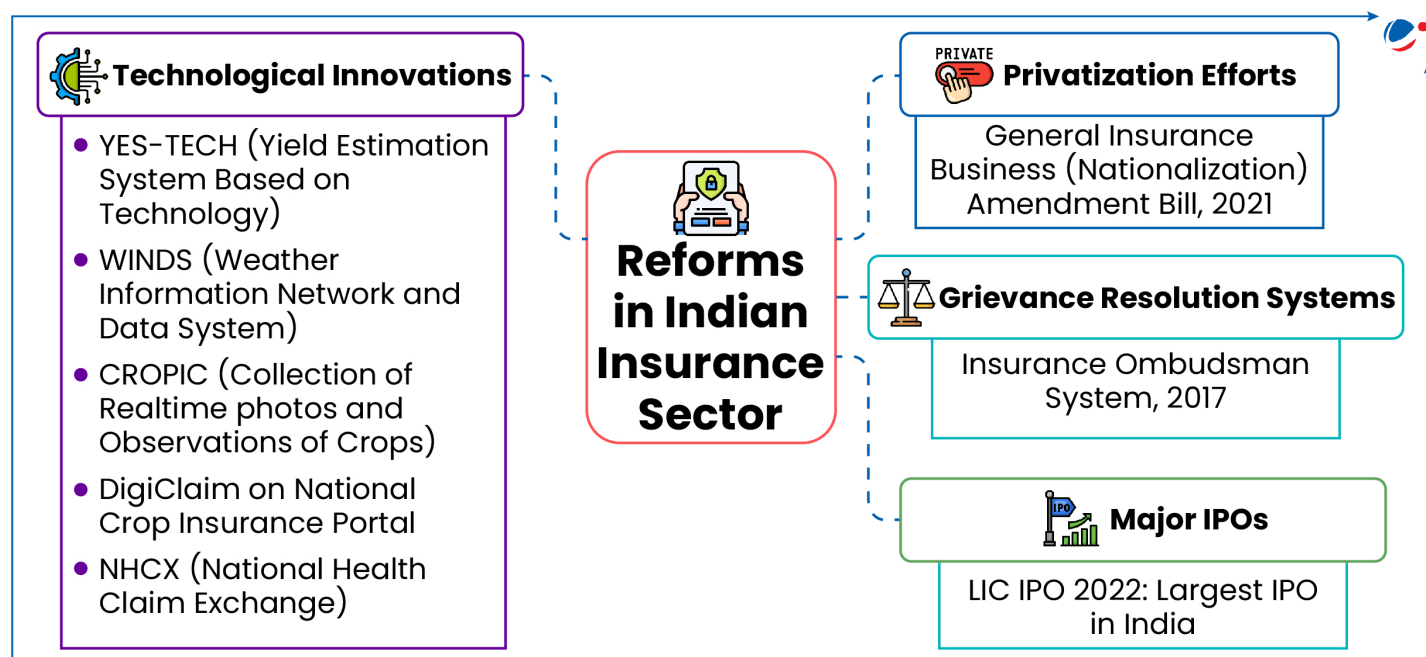 Technological Innovations
YES-TECH (Yield Estimation
System Based on
Technology)
WINDS (Weather
Information Network and
Data System)
CROPIC (Collection of
Realtime photos and
Observations of Crops)
DigiClaim on National
Crop Insurance Portal
NHCX (National Health
Claim Exchange)
Reforms
in Indian
Insurance
Sector
PRIVATE
Privatization Efforts
General Insurance
Business (Nationalization)
Amendment Bill, 2021
Grievance Resolution Systems
Insurance Ombudsman
System, 2017
IPO
Major IPOs
LIC IPO 2022: Largest IPO
in India